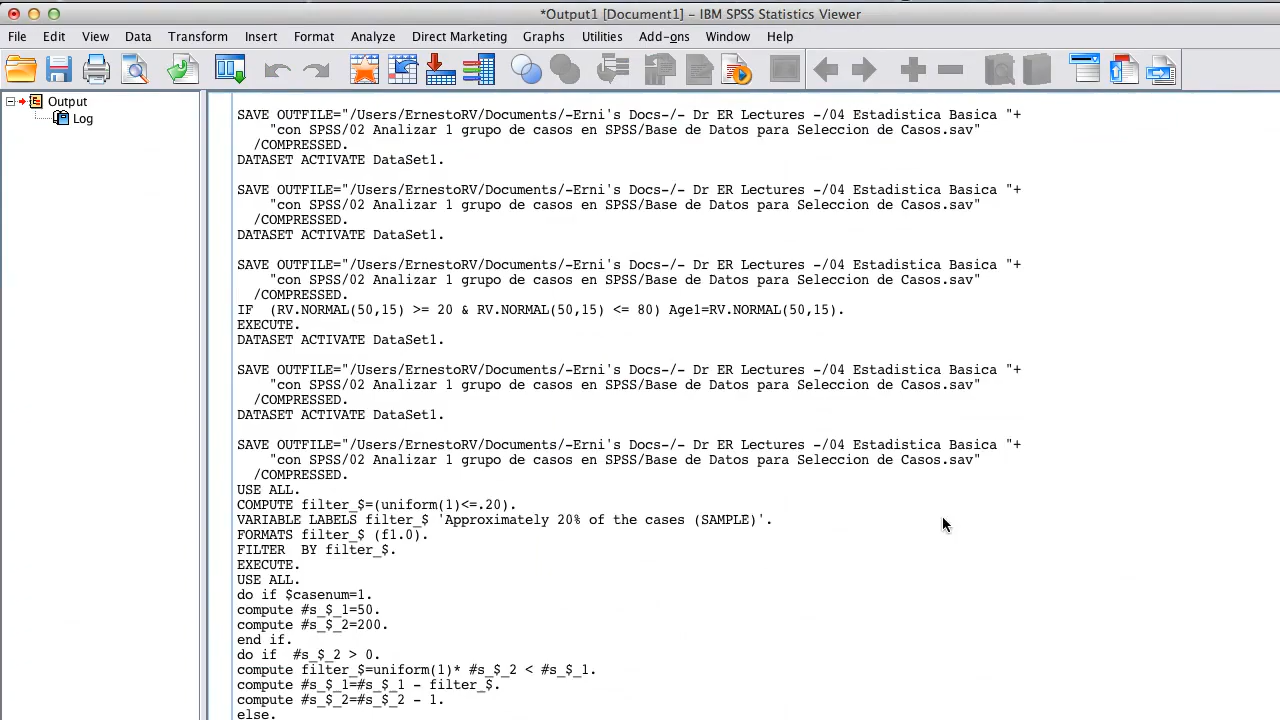 *Output1 [Document1] – IBM SPSS Statistics Viewer
File Edit View Data Transform Insert Format Analyze Direct Marketing Graphs Utilities Add-ons Window Help
Output
Log
SAVE OUTFILE="/Users/ErnestoRV/Documents/-Erni's Docs-/- Dr ER Lectures -/04 Estadistica Basica "+
"con SPSS/02 Analizar 1 grupo de casos en SPSS/Base de Datos para Seleccion de Casos.sav"
/COMPRESSED.
DATASET ACTIVATE DataSet1.
SAVE OUTFILE="/Users/ErnestoRV/Documents/-Erni's Docs-/- Dr ER Lectures -/04 Estadistica Basica "+
"con SPSS/02 Analizar 1 grupo de casos en SPSS/Base de Datos para Seleccion de Casos.sav"
/COMPRESSED.
DATASET ACTIVATE DataSet1.
SAVE OUTFILE="/Users/ErnestoRV/Documents/-Erni's Docs-/- Dr ER Lectures -/04 Estadistica Basica "+
"con SPSS/02 Analizar 1 grupo de casos en SPSS/Base de Datos para Seleccion de Casos.sav"
/COMPRESSED.
IF  (RV.NORMAL(50,15) >= 20 & RV.NORMAL(50,15) <= 80) Age1=RV.NORMAL(50,15).
EXECUTE.
DATASET ACTIVATE DataSet1.
SAVE OUTFILE="/Users/ErnestoRV/Documents/-Erni's Docs-/- Dr ER Lectures -/04 Estadistica Basica "+
"con SPSS/02 Analizar 1 grupo de casos en SPSS/Base de Datos para Seleccion de Casos.sav"
/COMPRESSED.
DATASET ACTIVATE DataSet1.
SAVE OUTFILE="/Users/ErnestoRV/Documents/-Erni's Docs-/- Dr ER Lectures -/04 Estadistica Basica "+
"con SPSS/02 Analizar 1 grupo de casos en SPSS/Base de Datos para Seleccion de Casos.sav"
/COMPRESSED.
USE ALL.
COMPUTE filter_$=(uniform(1)<=.20).
VARIABLE LABELS filter_$ 'Approximately 20% of the cases (SAMPLE)'.
FORMATS filter_$ (f1.0).
FILTER  BY filter_$.
EXECUTE.
USE ALL.
do if $casenum=1.
compute #s_$_1=50.
compute #s_$_2=200.
end if.
do if  #s_$_2 > 0.
compute filter_$=uniform(1)* #s_$_2 < #s_$_1.
compute #s_$_1=#s_$_1 - filter_$.
compute #s_$_2=#s_$_2 - 1.
else.